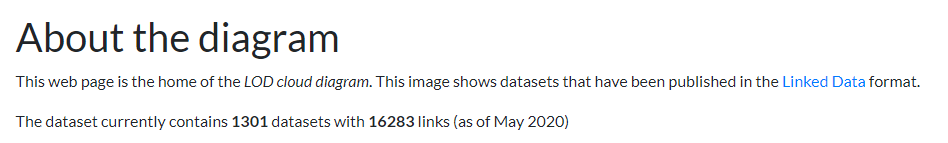 About the diagram
This web page is the home of the LOD cloud diagram. This image shows datasets that have been published in the Linked Data format.
The dataset currently contains 1301 datasets with 16283 links (as of May 2020)